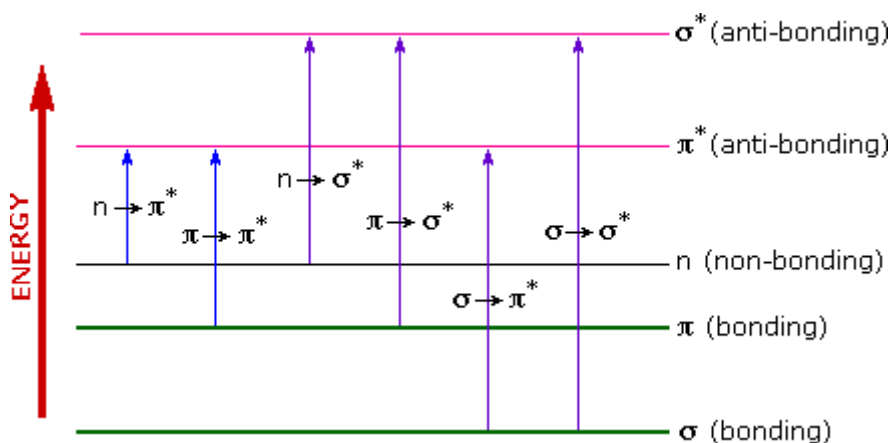 σ* (anti-bonding)
π* (anti-bonding)
n → σ*
n → π*
π → σ*
π → π*
σ → σ*
n (non-bonding)
σ → π*
π (bonding)
σ (bonding)
ENERGY